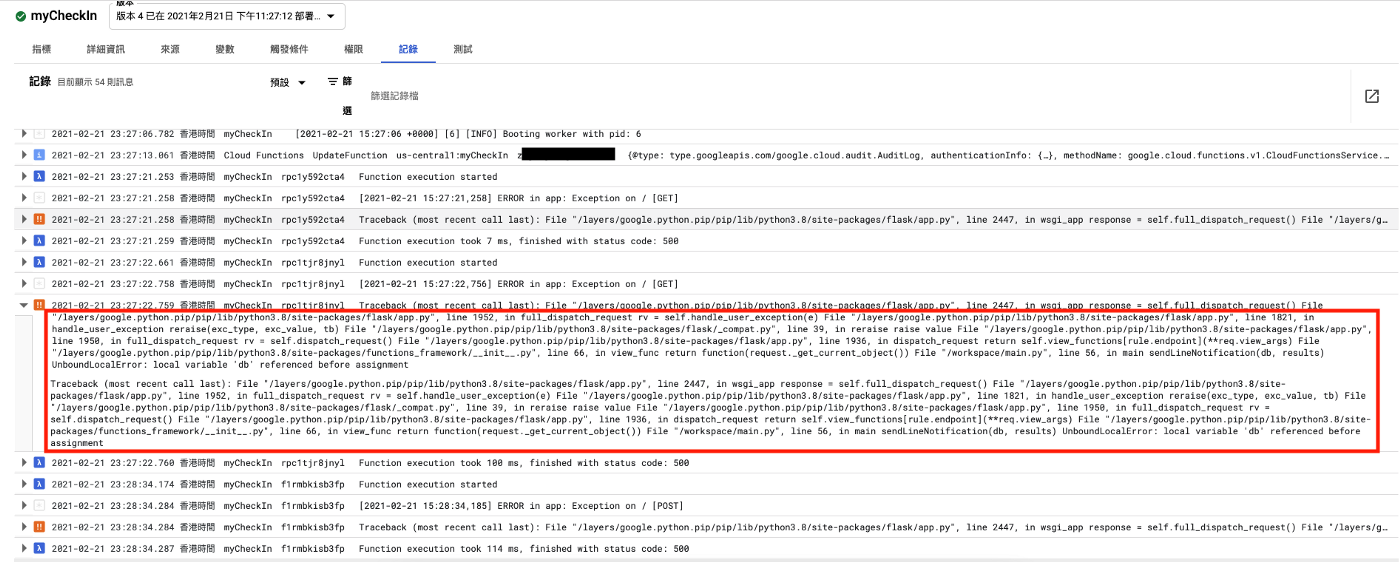 myCheckIn
版本
版本 4 已在 2021年2月21日 下午11:27:12 部署...
指標 詳細資訊 來源 變數 觸發條件 權限 記錄 測試
記錄 目前顯示 54 則訊息 預設 篩
選
篩選記錄檔
2021-02-21 23:27:06.782 香港時間 myCheckIn [2021-02-21 15:27:06 +0000] [6] [INFO] Booting worker with pid: 6
2021-02-21 23:27:13.061 香港時間 Cloud Functions UpdateFunction us-central1:myCheckIn z {@type: type.googleapis.com/google.cloud.audit.AuditLog, authenticationInfo: {…}, methodName: google.cloud.functions.v1.CloudFunctionsService.…
2021-02-21 23:27:21.253 香港時間 myCheckIn rpc1y592cta4 Function execution started
2021-02-21 23:27:21.258 香港時間 myCheckIn rpc1y592cta4 [2021-02-21 15:27:21,258] ERROR in app: Exception on / [GET]
2021-02-21 23:27:21.258 香港時間 myCheckIn rpc1y592cta4 Traceback (most recent call last): File "/layers/google.python.pip/pip/lib/python3.8/site-packages/flask/app.py", line 2447, in wsgi_app response = self.full_dispatch_request() File "/layers/g…
2021-02-21 23:27:21.259 香港時間 myCheckIn rpc1y592cta4 Function execution took 7 ms, finished with status code: 500
2021-02-21 23:27:22.661 香港時間 myCheckIn rpc1tjr8jnyl Function execution started
2021-02-21 23:27:22.758 香港時間 myCheckIn rpc1tjr8jnyl [2021-02-21 15:27:22,756] ERROR in app: Exception on / [GET]
2021-02-21 23:27:22.759 香港時間 myCheckIn rpc1tjr8jnyl Traceback (most recent call last): File "/layers/google.python.pip/pip/lib/python3.8/site-packages/flask/app.py", line 2447, in wsgi_app response = self.full_dispatch_request() File
"/layers/google.python.pip/pip/lib/python3.8/site-packages/flask/app.py", line 1952, in full_dispatch_request rv = self.handle_user_exception(e) File "/layers/google.python.pip/pip/lib/python3.8/site-packages/flask/app.py", line 1821, in
handle_user_exception reraise(exc_type, exc_value, tb) File "/layers/google.python.pip/pip/lib/python3.8/site-packages/flask/_compat.py", line 39, in reraise raise value File "/layers/google.python.pip/pip/lib/python3.8/site-packages/flask/app.py",
line 1950, in full_dispatch_request rv = self.dispatch_request() File "/layers/google.python.pip/pip/lib/python3.8/site-packages/flask/app.py", line 1936, in dispatch_request return self.view_functions[rule.endpoint](**req.view_args) File
"/layers/google.python.pip/pip/lib/python3.8/site-packages/functions_framework/__init__.py", line 66, in view_func return function(request._get_current_object()) File "/workspace/main.py", line 56, in main sendLineNotification(db, results)
UnboundLocalError: local variable 'db' referenced before assignment
Traceback (most recent call last): File "/layers/google.python.pip/pip/lib/python3.8/site-packages/flask/app.py", line 2447, in wsgi_app response = self.full_dispatch_request() File "/layers/google.python.pip/pip/lib/python3.8/site-
packages/flask/app.py", line 1952, in full_dispatch_request rv = self.handle_user_exception(e) File "/layers/google.python.pip/pip/lib/python3.8/site-packages/flask/app.py", line 1821, in handle_user_exception reraise(exc_type, exc_value, tb) File
"/layers/google.python.pip/pip/lib/python3.8/site-packages/flask/_compat.py", line 39, in reraise raise value File "/layers/google.python.pip/pip/lib/python3.8/site-packages/flask/app.py", line 1950, in full_dispatch_request rv =
self.dispatch_request() File "/layers/google.python.pip/pip/lib/python3.8/site-packages/flask/app.py", line 1936, in dispatch_request return self.view_functions[rule.endpoint](**req.view_args) File "/layers/google.python.pip/pip/lib/python3.8/site-
packages/functions_framework/__init__.py", line 66, in view_func return function(request._get_current_object()) File "/workspace/main.py", line 56, in main sendLineNotification(db, results) UnboundLocalError: local variable 'db' referenced before
assignment
2021-02-21 23:27:22.760 香港時間 myCheckIn rpc1tjr8jnyl Function execution took 100 ms, finished with status code: 500
2021-02-21 23:28:34.174 香港時間 myCheckIn f1rmbkisb3fp Function execution started
2021-02-21 23:28:34.284 香港時間 myCheckIn f1rmbkisb3fp [2021-02-21 15:28:34,185] ERROR in app: Exception on / [POST]
2021-02-21 23:28:34.284 香港時間 myCheckIn f1rmbkisb3fp Traceback (most recent call last): File "/layers/google.python.pip/pip/lib/python3.8/site-packages/flask/app.py", line 2447, in wsgi_app response = self.full_dispatch_request() File "/layers/g…
2021-02-21 23:28:34.287 香港時間 myCheckIn f1rmbkisb3fp Function execution took 114 ms, finished with status code: 500